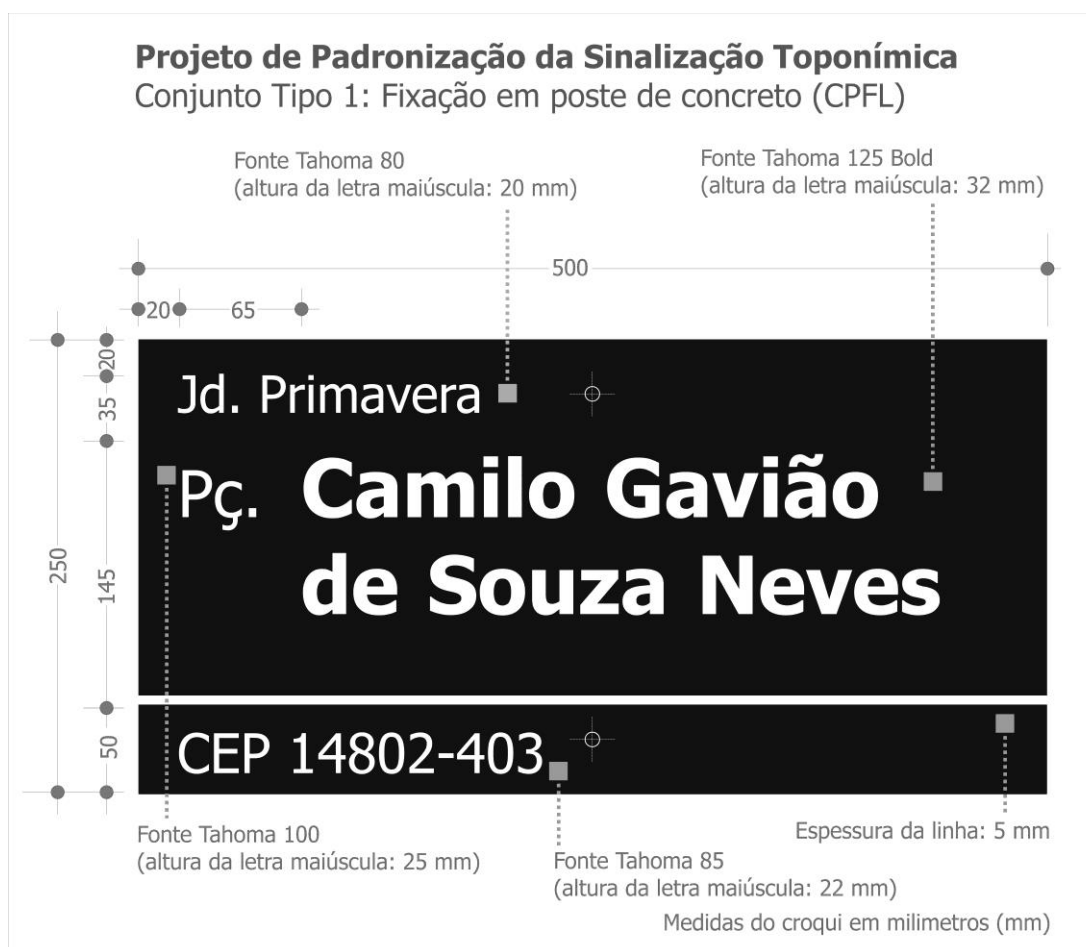 Projeto de Padronização da Sinalização Toponímica
Conjunto Tipo 1: Fixação em poste de concreto (CPFL)
Fonte Tahoma 80
(altura da letra maiúscula: 20 mm)
Fonte Tahoma 125 Bold
(altura da letra maiúscula: 32 mm)
500
20 65
20
35
145
250
50
Jd. Primavera
Pç. Camilo Gavião
de Souza Neves
CEP 14802-403
Fonte Tahoma 100
(altura da letra maiúscula: 25 mm)
Fonte Tahoma 85
(altura da letra maiúscula: 22 mm)
Espessura da linha: 5 mm
Medidas do croqui em milimetros (mm)